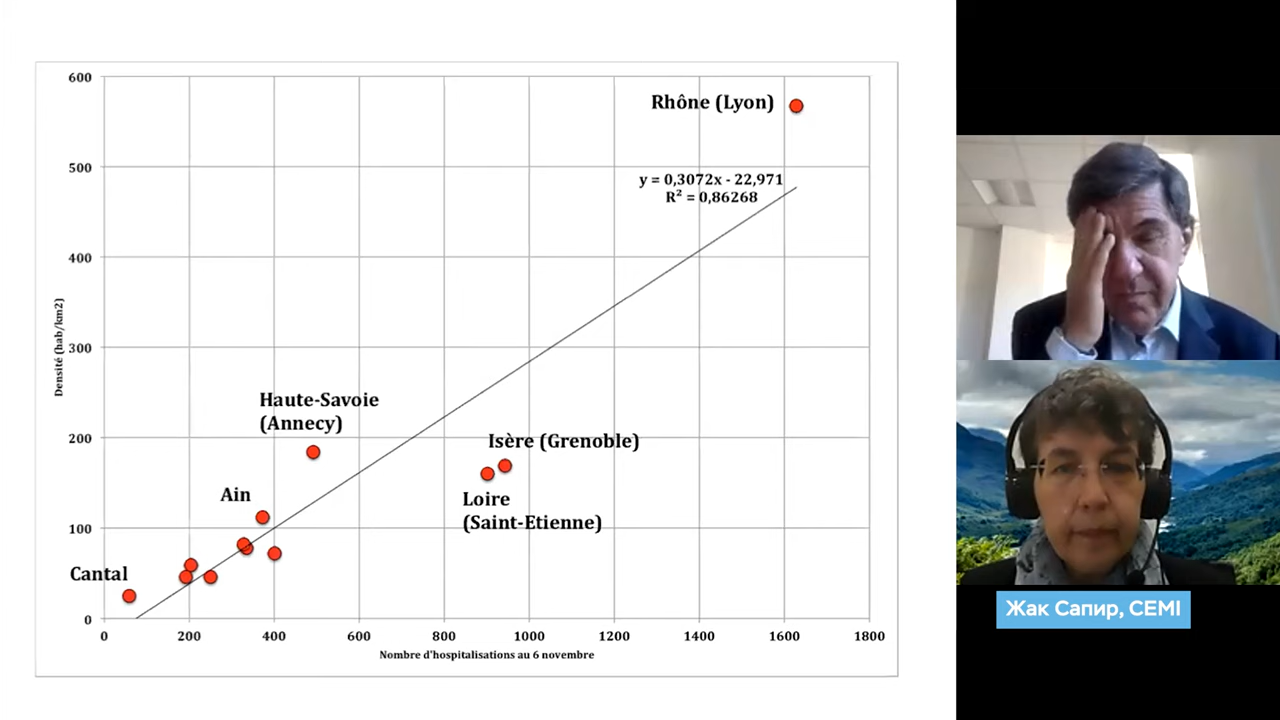 600
Rhône (Lyon)
500
y = 0,3072x - 22,971
R² = 0,86268
400
Densité (hab/km2)
300
Haute-Savoie
(Annecy)
200
Isère (Grenoble)
Ain
Loire
(Saint-Etienne)
100
Cantal
0
0 200 400 600 800 1000 1200 1400 1600 1800
Nombre d'hospitalisations au 6 novembre
Жак Сапир, CEMI